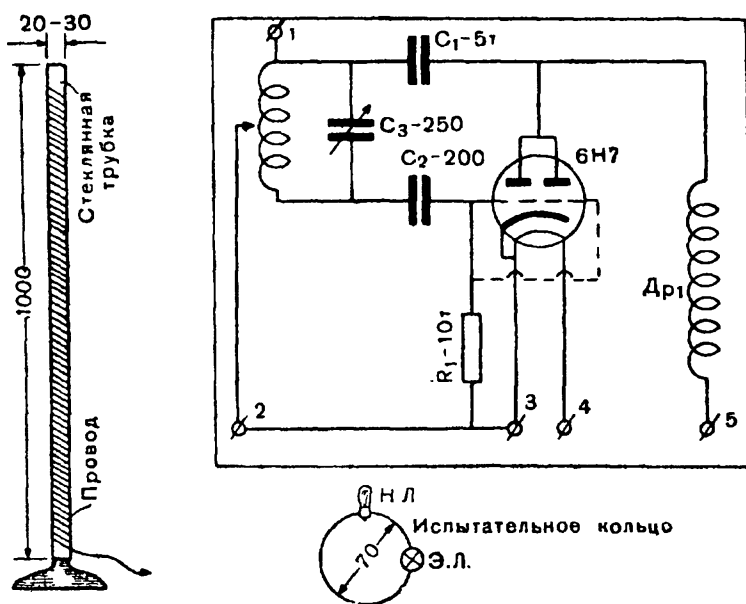 20-30
Стеклянная
трубка
1000
Провод
1
C₁-5т
C₃-250
C₂-200
6Н7
Др₁
R₁-10т
2
3
4
5
НЛ
Испытательное кольцо
70
Э.Л.